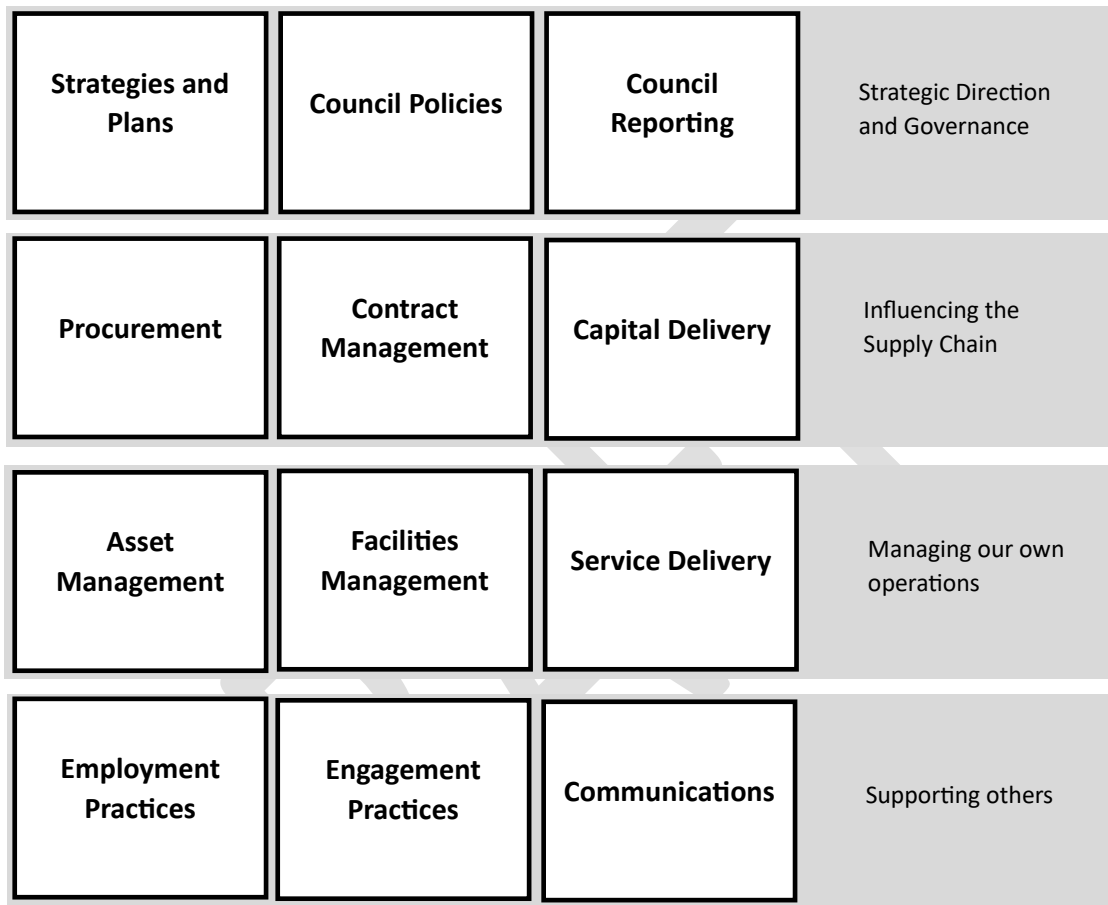 Strategies and
Plans
Council Policies
Council
Reporting
Strategic Direction
and Governance
Procurement
Contract
Management
Capital Delivery
Influencing the
Supply Chain
Asset
Management
Facilities
Management
Service Delivery
Managing our own
operations
Employment
Practices
Engagement
Practices
Communications
Supporting others